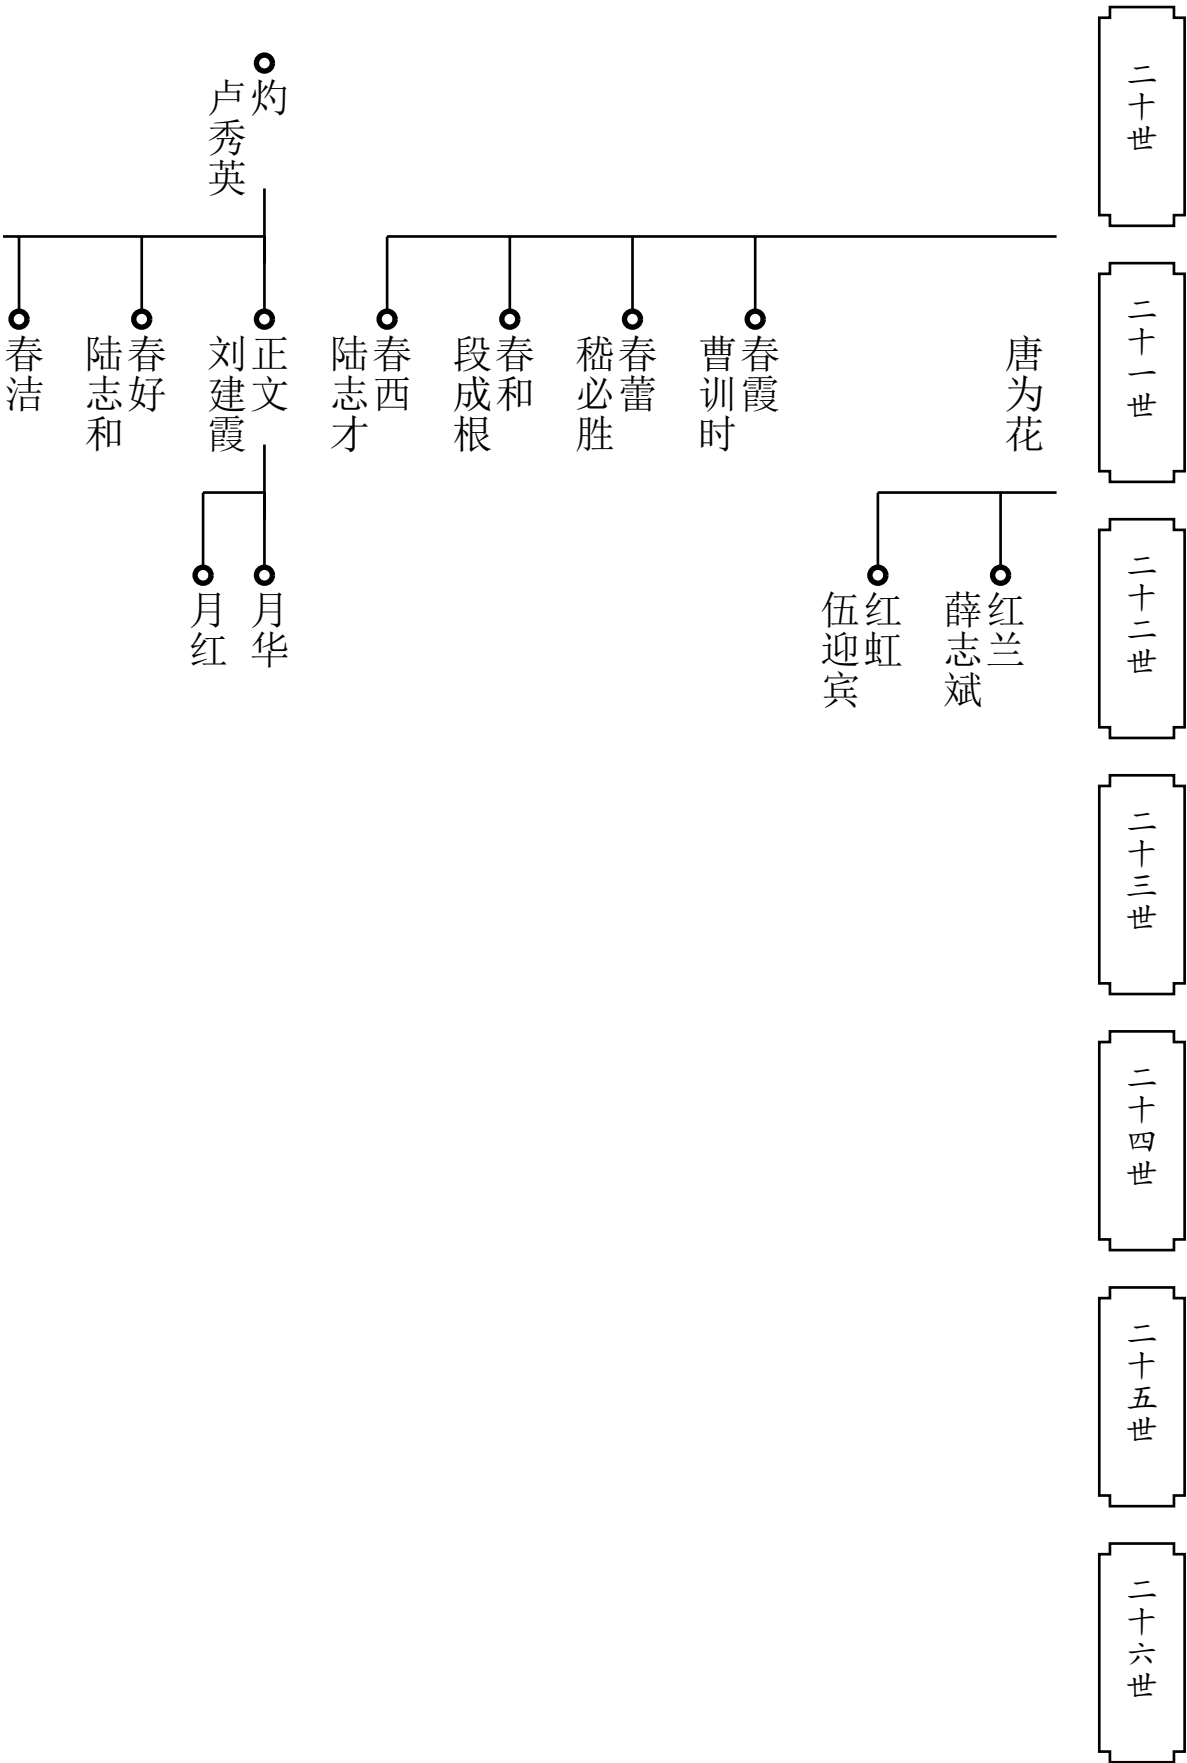 二十世
灼
卢秀英
二十一世
唐为花
春霞
曹训时
春蕾
嵇必胜
春和
段成根
春西
陆志才
正文
刘建霞
春好
陆志和
春洁
二十二世
红兰
薛志斌
红虹
伍迎宾
月华
月红
二十三世
二十四世
二十五世
二十六世